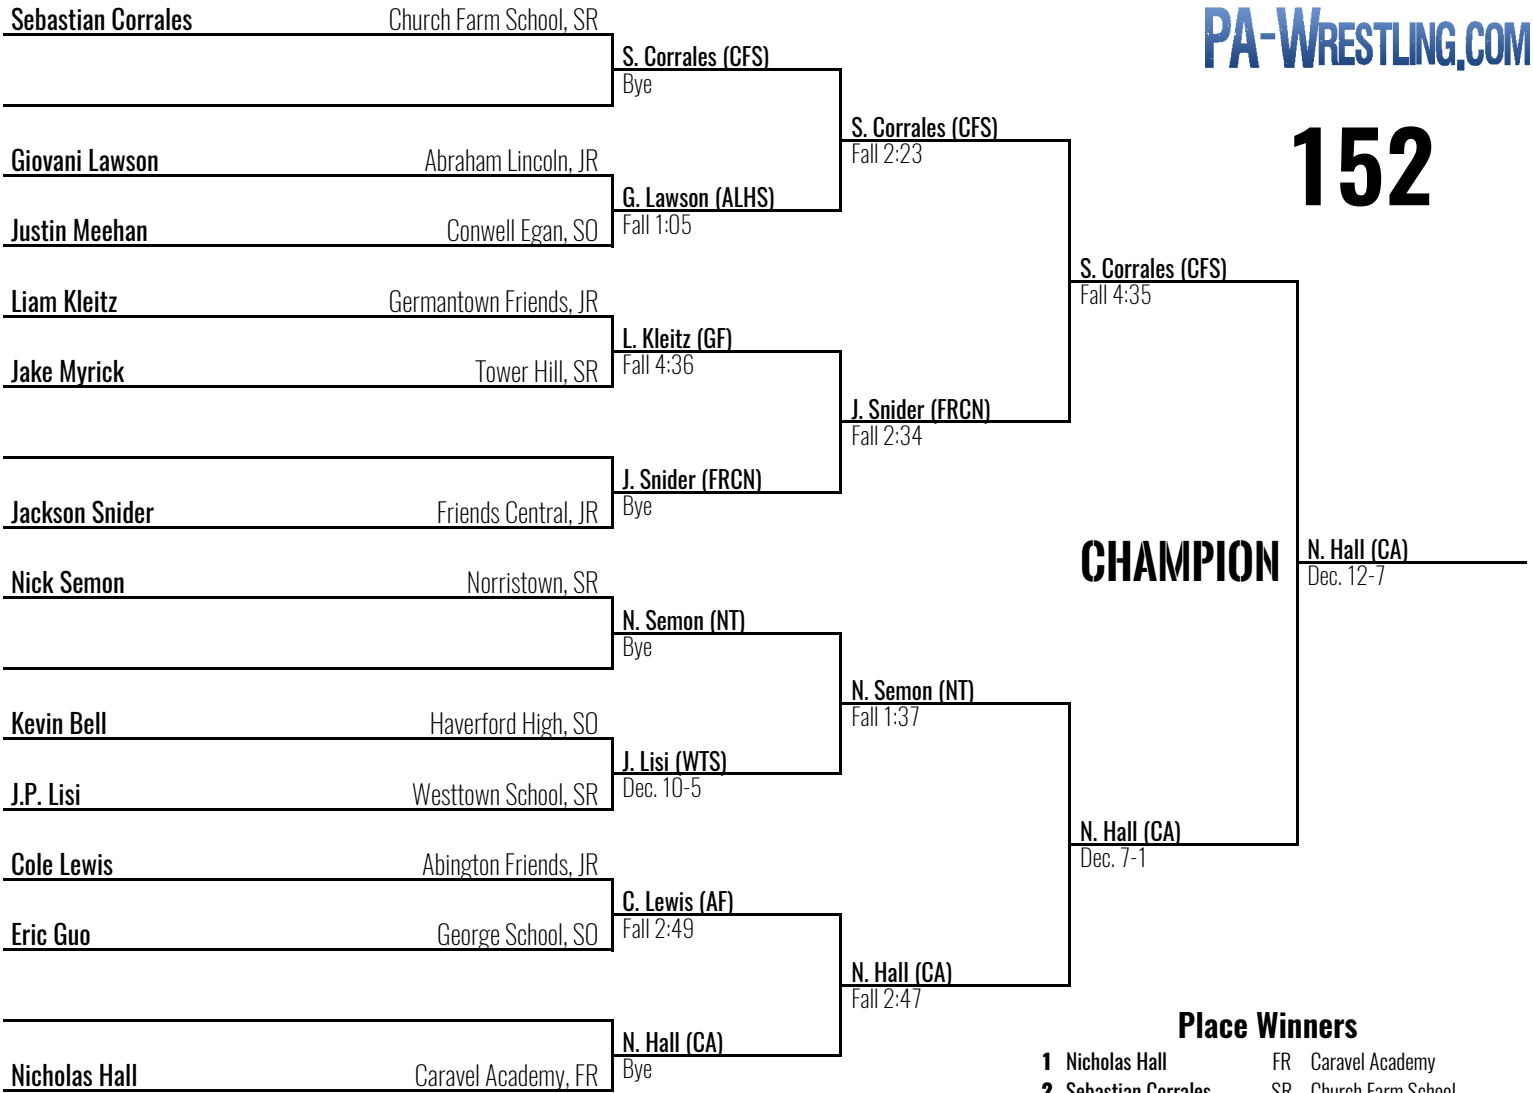 PA-WRESTLING.COM
152
Sebastian Corrales Church Farm School, SR
Giovani Lawson Abraham Lincoln, JR
Justin Meehan Conwell Egan, SO
Liam Kleitz Germantown Friends, JR
Jake Myrick Tower Hill, SR
Jackson Snider Friends Central, JR
Nick Semon Norristown, SR
Kevin Bell Haverford High, SO
J.P. Lisi Westtown School, SR
Cole Lewis Abington Friends, JR
Eric Guo George School, SO
Nicholas Hall Caravel Academy, FR
S. Corrales (CFS)
Bye
G. Lawson (ALHS)
Fall 1:05
L. Kleitz (GF)
Fall 4:36
J. Snider (FRCN)
Bye
N. Semon (NT)
Bye
J. Lisi (WTS)
Dec. 10-5
C. Lewis (AF)
Fall 2:49
N. Hall (CA)
Bye
S. Corrales (CFS)
Fall 2:23
J. Snider (FRCN)
Fall 2:34
N. Semon (NT)
Fall 1:37
N. Hall (CA)
Fall 2:47
S. Corrales (CFS)
Fall 4:35
N. Hall (CA)
Dec. 7-1
CHAMPION
N. Hall (CA)
Dec. 12-7
Place Winners
1 Nicholas Hall FR Caravel Academy
2 Sebastian Corrales SR Church Farm School